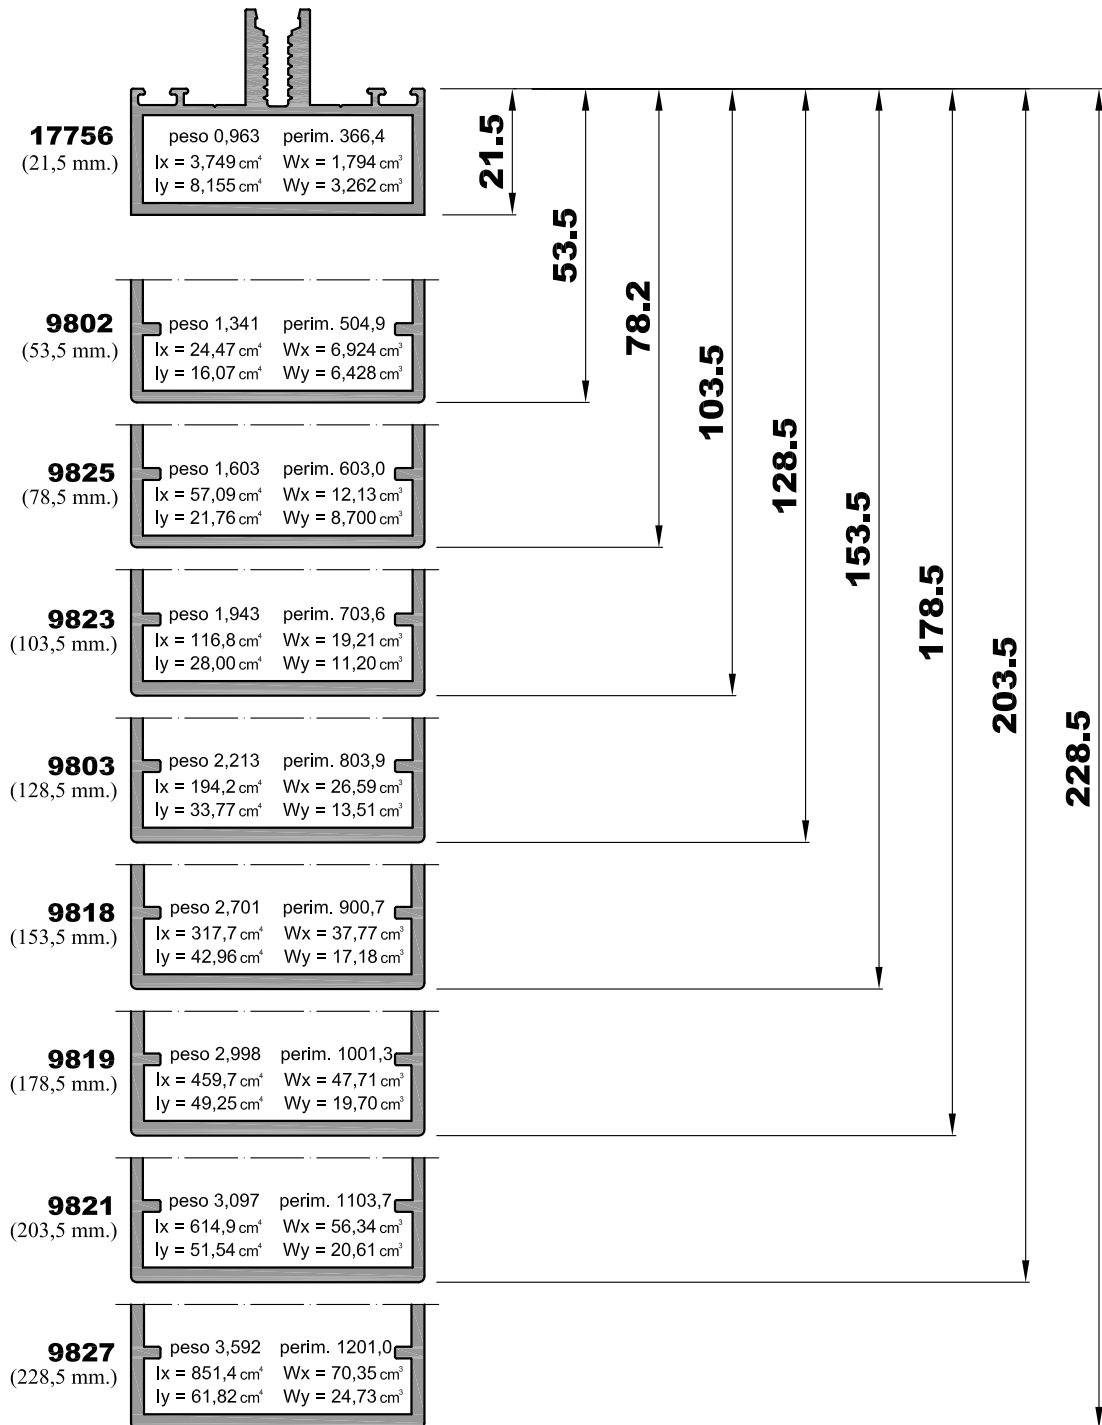 17756
(21,5 mm.)
peso 0,963 perim. 366,4
Ix = 3,749 cm⁴ Wx = 1,794 cm³
Iy = 8,155 cm⁴ Wy = 3,262 cm³
9802
(53,5 mm.)
peso 1,341 perim. 504,9
Ix = 24,47 cm⁴ Wx = 6,924 cm³
Iy = 16,07 cm⁴ Wy = 6,428 cm³
9825
(78,5 mm.)
peso 1,603 perim. 603,0
Ix = 57,09 cm⁴ Wx = 12,13 cm³
Iy = 21,76 cm⁴ Wy = 8,700 cm³
9823
(103,5 mm.)
peso 1,943 perim. 703,6
Ix = 116,8 cm⁴ Wx = 19,21 cm³
Iy = 28,00 cm⁴ Wy = 11,20 cm³
9803
(128,5 mm.)
peso 2,213 perim. 803,9
Ix = 194,2 cm⁴ Wx = 26,59 cm³
Iy = 33,77 cm⁴ Wy = 13,51 cm³
9818
(153,5 mm.)
peso 2,701 perim. 900,7
Ix = 317,7 cm⁴ Wx = 37,77 cm³
Iy = 42,96 cm⁴ Wy = 17,18 cm³
9819
(178,5 mm.)
peso 2,998 perim. 1001,3
Ix = 459,7 cm⁴ Wx = 47,71 cm³
Iy = 49,25 cm⁴ Wy = 19,70 cm³
9821
(203,5 mm.)
peso 3,097 perim. 1103,7
Ix = 614,9 cm⁴ Wx = 56,34 cm³
Iy = 51,54 cm⁴ Wy = 20,61 cm³
9827
(228,5 mm.)
peso 3,592 perim. 1201,0
Ix = 851,4 cm⁴ Wx = 70,35 cm³
Iy = 61,82 cm⁴ Wy = 24,73 cm³
21.5
53.5
78.2
103.5
128.5
153.5
178.5
203.5
228.5